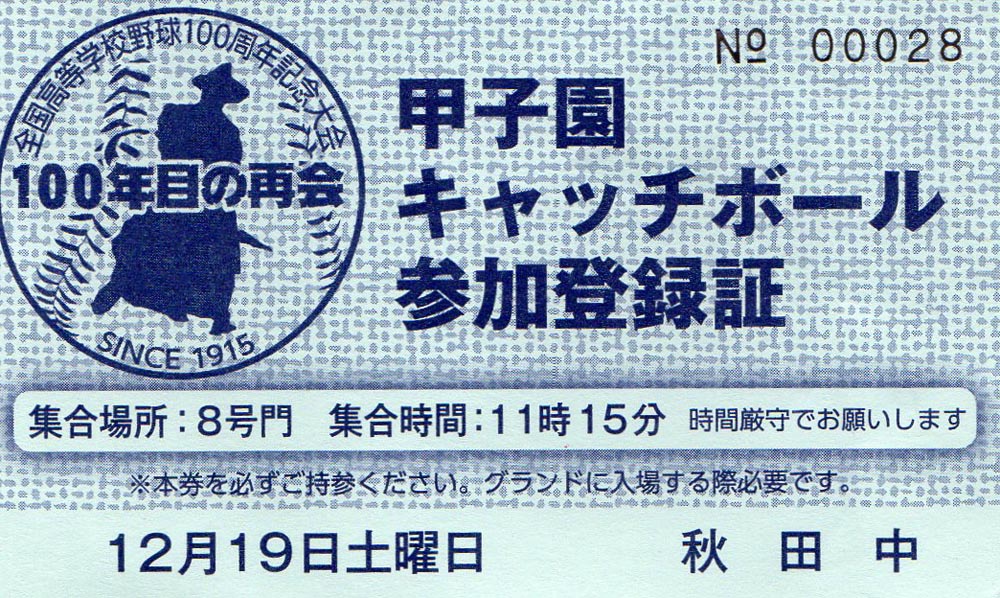 全国高等学校野球100周年記念大会
100年目の再会
SINCE 1915
№ 00028
甲子園
キャッチボール
参加登録証
集合場所：8号門 集合時間：11時15分 時間厳守でお願いします
※本券を必ずご持参ください。グランドに入場する際必要です。
12月19日土曜日 秋田中